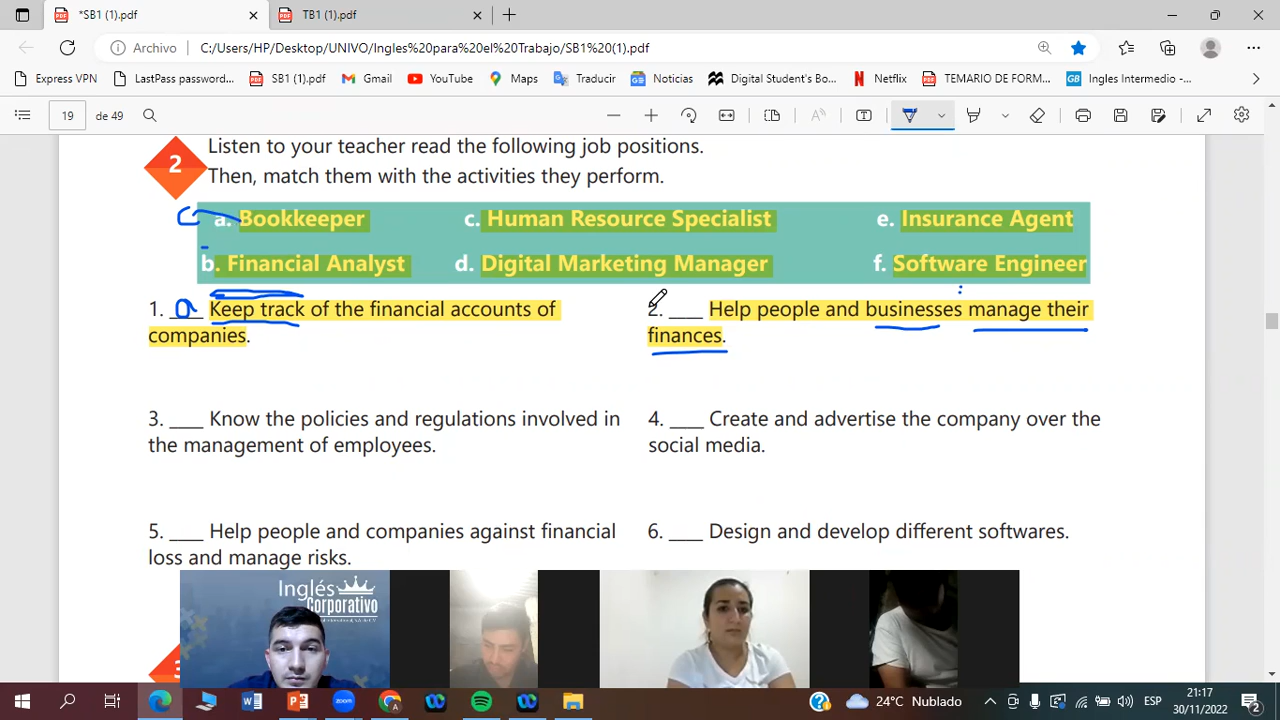 *SB1 (1).pdf
TB1 (1).pdf
Archivo
C:/Users/HP/Desktop/UNIVO/Ingles%20para%20el%20Trabajo/SB1%20(1).pdf
Express VPN
LastPass password...
SB1 (1).pdf
Gmail
YouTube
Maps
Traducir
Noticias
Digital Student's Bo...
Netflix
TEMARIO DE FORM...
Ingles Intermedio -...
19
de 49
2
Listen to your teacher read the following job positions.
Then, match them with the activities they perform.
a. Bookkeeper
c. Human Resource Specialist
e. Insurance Agent
b. Financial Analyst
d. Digital Marketing Manager
f. Software Engineer
1. a Keep track of the financial accounts of
companies.
2. ____ Help people and businesses manage their
finances.
3. ____ Know the policies and regulations involved in
the management of employees.
4. ____ Create and advertise the company over the
social media.
5. ____ Help people and companies against financial
loss and manage risks.
6. ____ Design and develop different softwares.
Inglés
Corporativo
24°C Nublado
ESP
21:17
30/11/2022
2